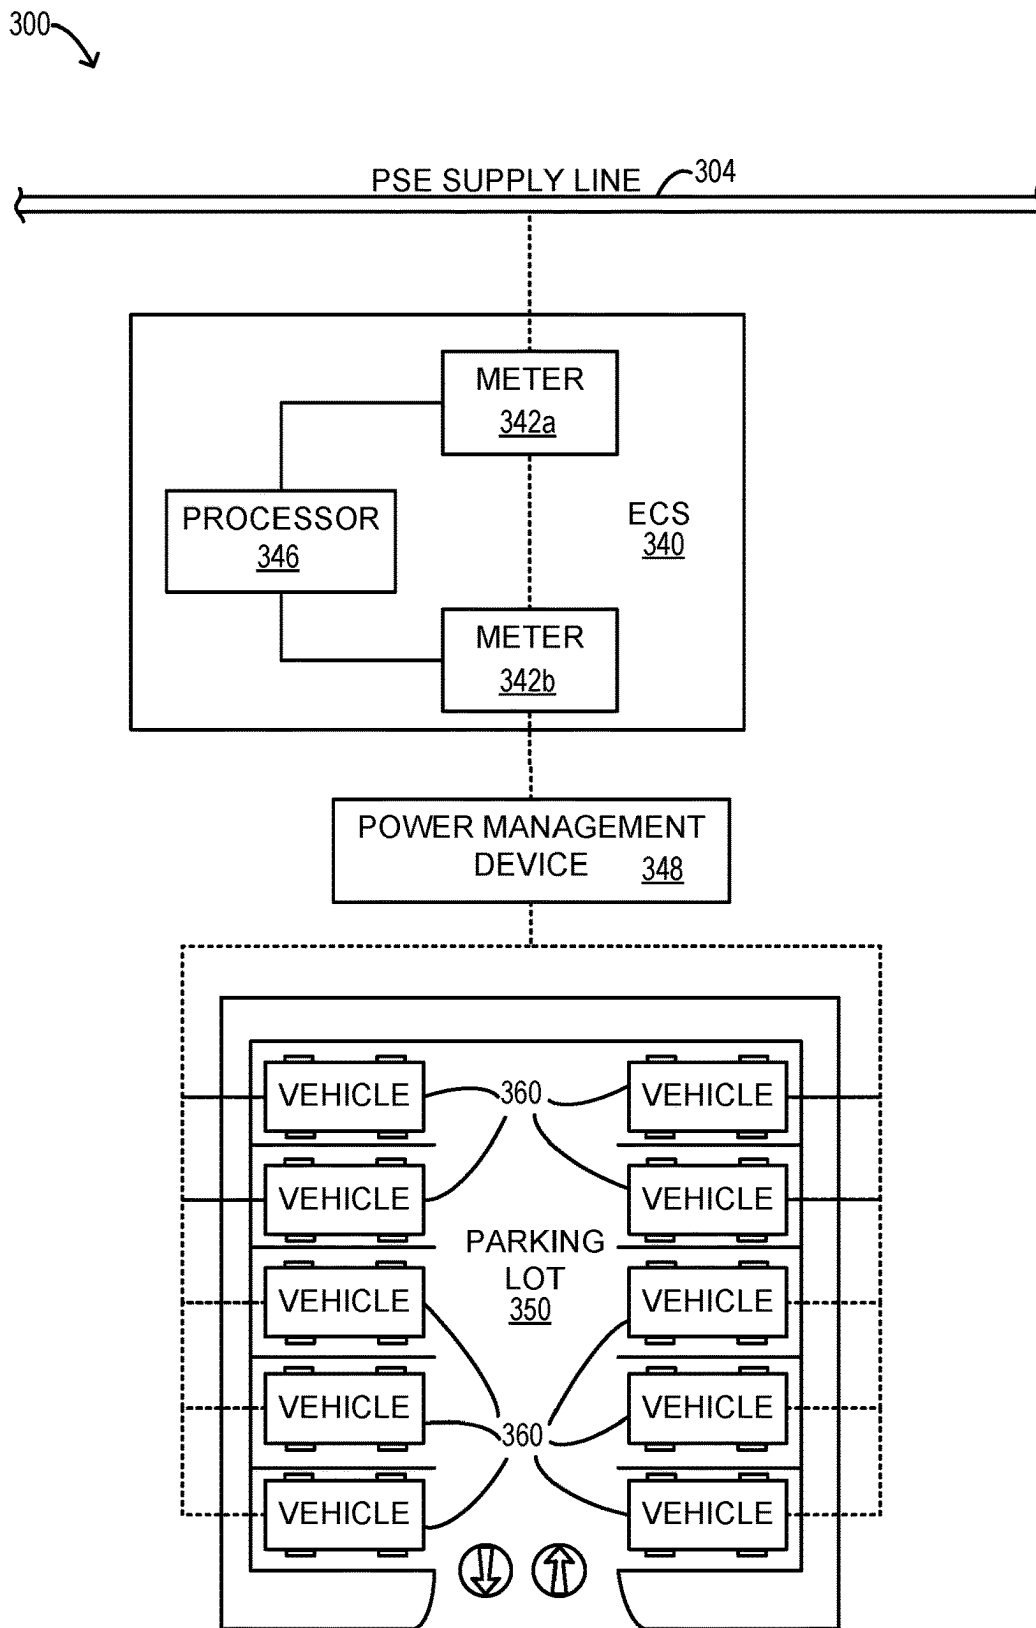 300
PSE SUPPLY LINE
304
METER
342a
PROCESSOR
346
ECS
340
METER
342b
POWER MANAGEMENT
DEVICE 348
VEHICLE 360 VEHICLE
VEHICLE VEHICLE
PARKING
LOT
350
VEHICLE VEHICLE
VEHICLE 360 VEHICLE
VEHICLE VEHICLE